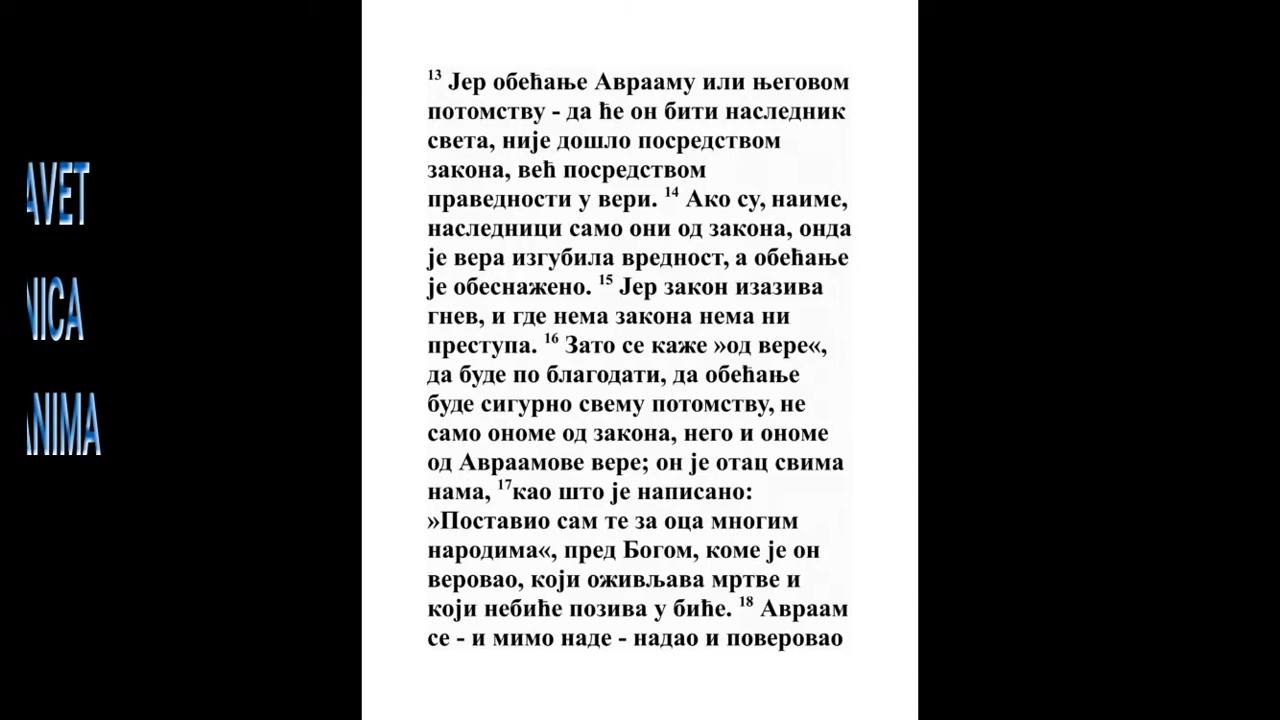 AVET
NICA
ANIMA
13 Јер обећање Аврааму или његовом
потомству - да ће он бити наследник
света, није дошло посредством
закона, већ посредством
праведности у вери. 14 Ако су, наиме,
наследници само они од закона, онда
је вера изгубила вредност, а обећање
је обеснажено. 15 Јер закон изазива
гнев, и где нема закона нема ни
преступа. 16 Зато се каже »од вере«,
да буде по благодати, да обећање
буде сигурно свему потомству, не
само ономе од закона, него и ономе
од Авраамове вере; он је отац свима
нама, 17као што је написано:
»Поставио сам те за оца многим
народима«, пред Богом, коме је он
веровао, који оживљава мртве и
који небиће позива у биће. 18 Авраам
се - и мимо наде - надао и поверовао